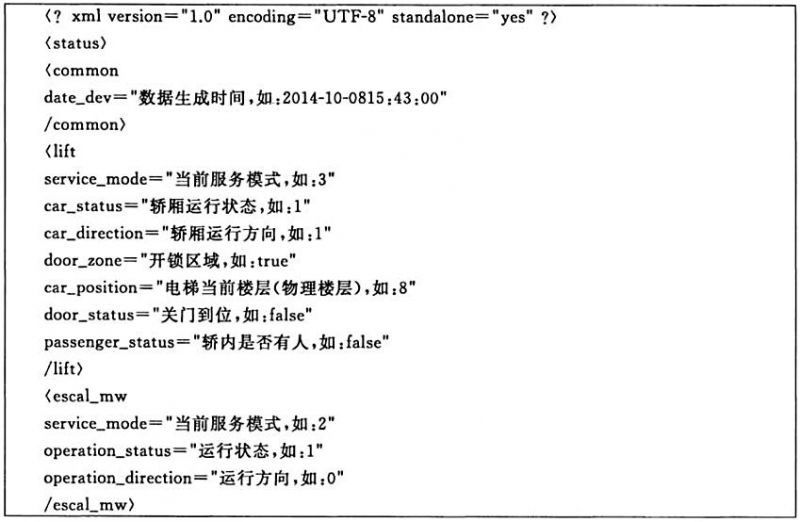 〈? xml version="1.0" encoding="UTF-8" standalone="yes" ?〉
〈status〉
〈common
date_dev="数据生成时间,如:2014-10-0815:43:00"
/common〉
〈lift
service_mode="当前服务模式,如:3"
car_status="轿厢运行状态,如:1"
car_direction="轿厢运行方向,如:1"
door_zone="开锁区域,如:true"
car_position="电梯当前楼层(物理楼层),如:8"
door_status="关门到位,如:false"
passenger_status="轿内是否有人,如:false"
/lift〉
〈escal_mw
service_mode="当前服务模式,如:2"
operation_status="运行状态,如:1"
operation_direction="运行方向,如:0"
/escal_mw〉